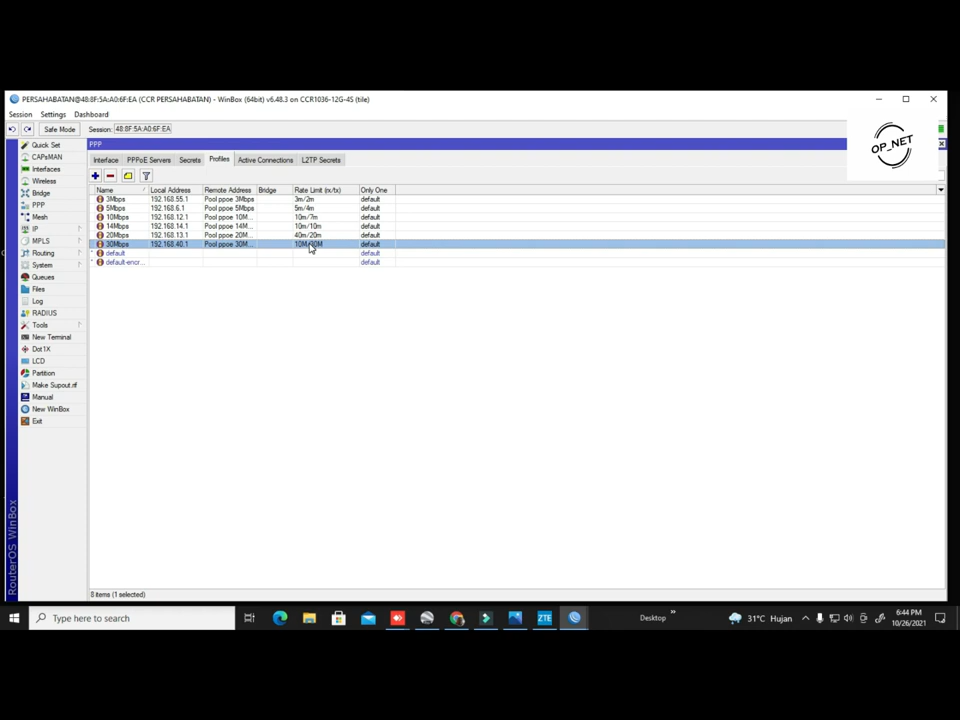 PERSAHABATAN@48:8F:5A:A0:6F:EA (CCR PERSAHABATAN) - WinBox (64bit) v6.48.3 on CCR1036-12G-4S (tile)
Session Settings Dashboard
Safe Mode Session: 48:8F:5A:A0:6F:EA
OP_NET
Quick Set
CAPsMAN
Interfaces
Wireless
Bridge
PPP
Mesh
IP
MPLS
Routing
System
Queues
Files
Log
RADIUS
Tools
New Terminal
Dot1X
LCD
Partition
Make Supout.rif
Manual
New WinBox
Exit
RouterOS WinBox
PPP
Interface PPPoE Servers Secrets Profiles Active Connections L2TP Secrets
Name Local Address Remote Address Bridge Rate Limit (rx/tx) Only One
3Mbps 192.168.55.1 Pool ppoe 3Mbps 3m/2m default
5Mbps 192.168.6.1 Pool ppoe 5Mbps 5m/4m default
10Mbps 192.168.12.1 Pool ppoe 10M... 10m/7m default
14Mbps 192.168.14.1 Pool ppoe 14M... 10m/10m default
20Mbps 192.168.13.1 Pool ppoe 20M... 40m/20m default
30Mbps 192.168.40.1 Pool ppoe 30M... default
* default default
* default-encr... default
8 items (1 selected)
Type here to search
ZTE
Desktop
»
31°C Hujan
6:44 PM
10/26/2021